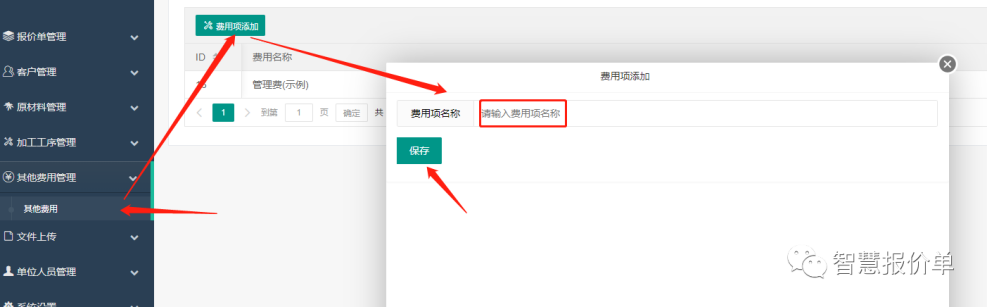 报价单管理
客户管理
原材料管理
加工工序管理
其他费用管理
其他费用
文件上传
单位人员管理
系统设置
费用项添加
ID 费用名称
管理费(示例)
1 到第 1 页 确定 共
费用项添加
费用项名称 请输入费用项名称
保存
智慧报价单